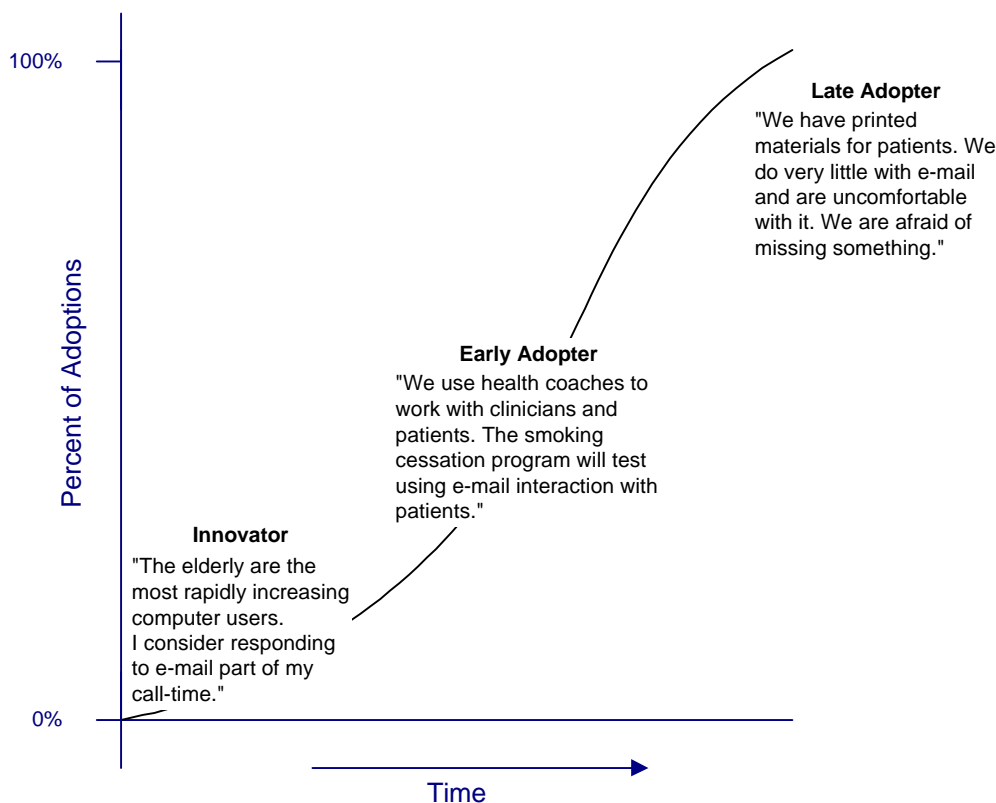 100%
Late Adopter
"We have printed
materials for patients. We
do very little with e-mail
and are uncomfortable
with it. We are afraid of
missing something."
Percent of Adoptions
Early Adopter
"We use health coaches to
work with clinicians and
patients. The smoking
cessation program will test
using e-mail interaction with
patients."
Innovator
"The elderly are the
most rapidly increasing
computer users.
I consider responding
to e-mail part of my
call-time."
0%
Time